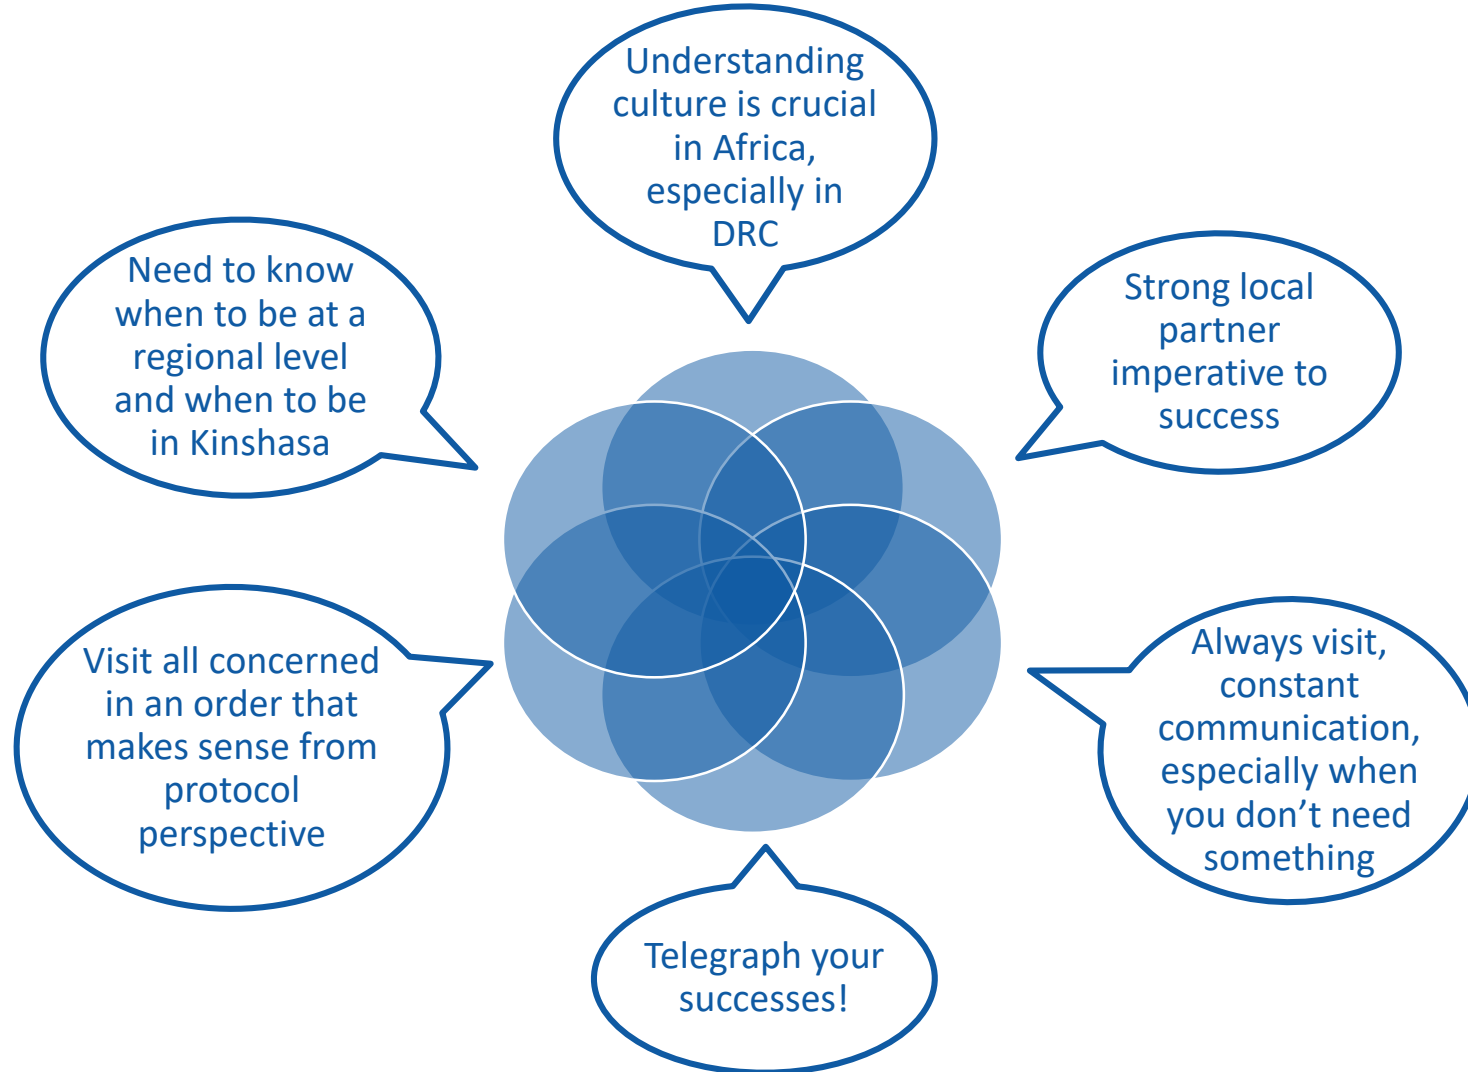 Understanding
culture is crucial
in Africa,
especially in
DRC
Strong local
partner
imperative to
success
Always visit,
constant
communication,
especially when
you don’t need
something
Telegraph your
successes!
Visit all concerned
in an order that
makes sense from
protocol
perspective
Need to know
when to be at a
regional level
and when to be
in Kinshasa